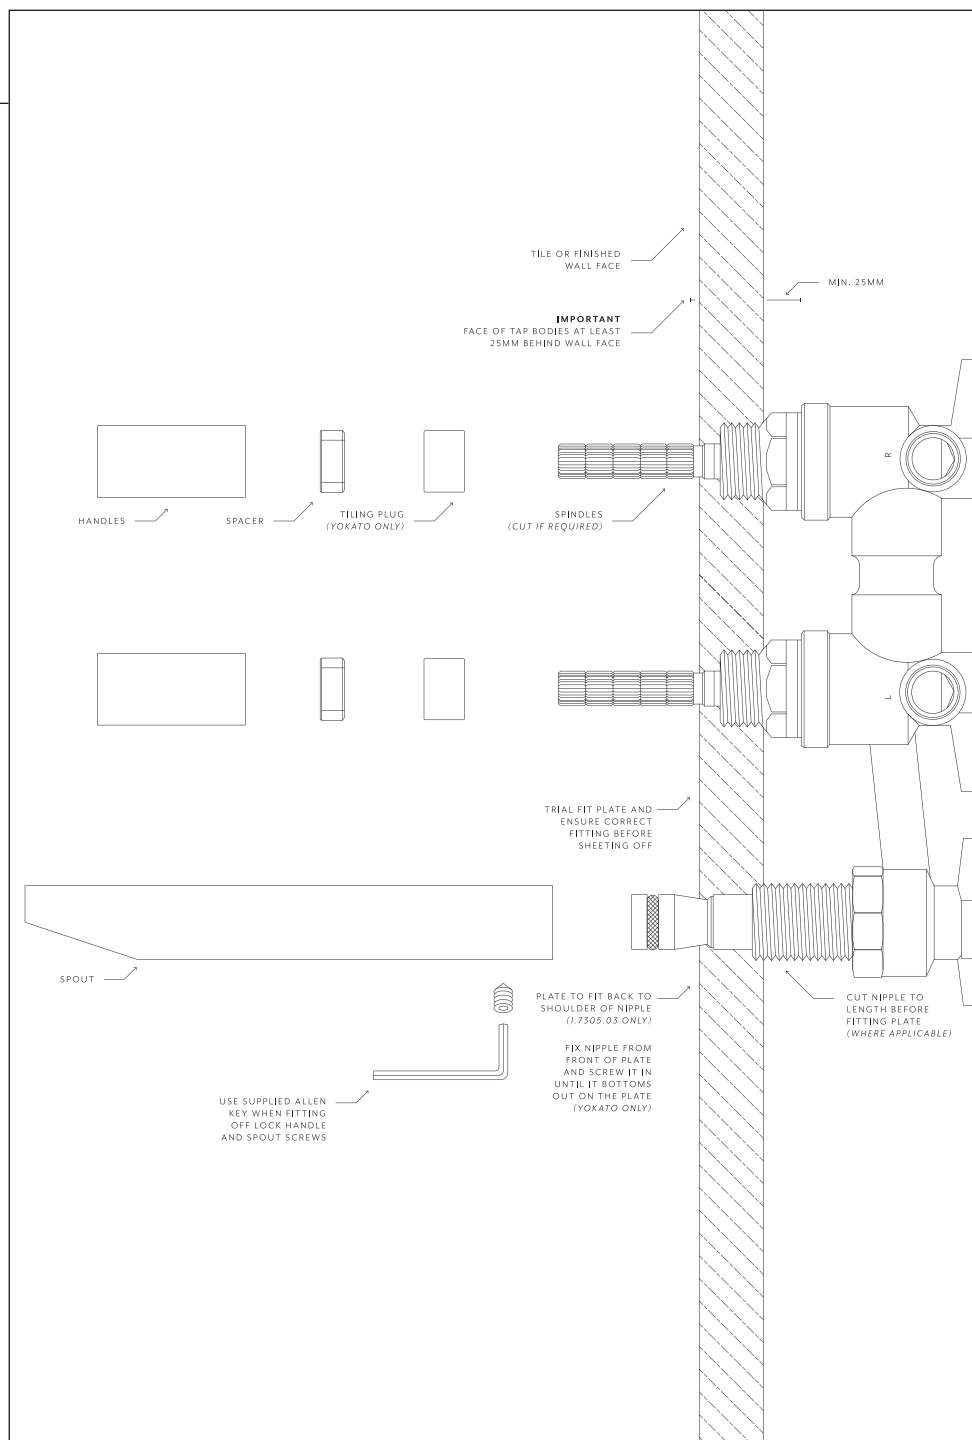 TILE OR FINISHED
WALL FACE
MIN. 25MM
IMPORTANT
FACE OF TAP BODIES AT LEAST
25MM BEHIND WALL FACE
HANDLES
SPACER
TILING PLUG
(YOKATO ONLY)
SPINDLES
(CUT IF REQUIRED)
R
L
TRIAL FIT PLATE AND
ENSURE CORRECT
FITTING BEFORE
SHEETING OFF
SPOUT
PLATE TO FIT BACK TO
SHOULDER OF NIPPLE
(1.7305.03 ONLY)
FIX NIPPLE FROM
FRONT OF PLATE
AND SCREW IT IN
UNTIL IT BOTTOMS
OUT ON THE PLATE
(YOKATO ONLY)
CUT NIPPLE TO
LENGTH BEFORE
FITTING PLATE
(WHERE APPLICABLE)
USE SUPPLIED ALLEN
KEY WHEN FITTING
OFF LOCK HANDLE
AND SPOUT SCREWS